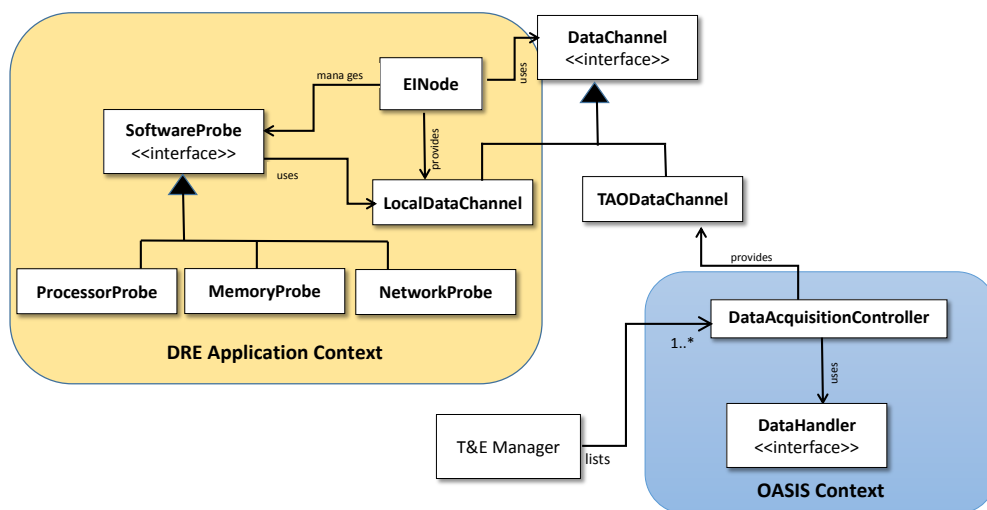 DataChannel
<<interface>>
uses
mana ges
EINode
SoftwareProbe
<<interface>>
provides
uses
LocalDataChannel
TAODataChannel
provides
ProcessorProbe
MemoryProbe
NetworkProbe
DRE Application Context
DataAcquisitionController
1..*
uses
T&E Manager
lists
DataHandler
<<interface>>
OASIS Context